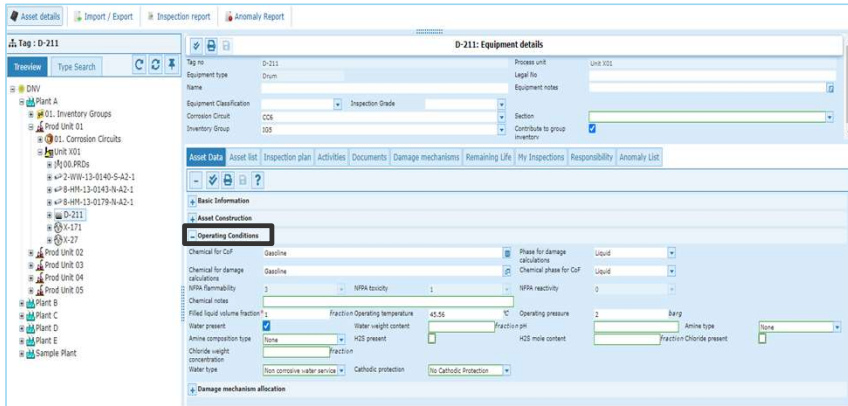 Asset details Import / Export Inspection report Anomaly Report
Tag : D-211
Treeview Type Search
DNV
Plant A
01. Inventory Groups
Prod Unit 01
01. Corrosion Circuits
Unit X01
00.PRDs
2-WW-13-0140-S-A2-1
8-HM-13-0143-N-A2-1
8-HM-13-0179-N-A2-1
D-211
X-171
X-27
Prod Unit 02
Prod Unit 03
Prod Unit 04
Prod Unit 05
Plant B
Plant C
Plant D
Plant E
Sample Plant
D-211: Equipment details
Tag no D-211 Process unit Unit X01
Equipment type Drum Legal No
Name Equipment notes
Equipment Classification Inspection Grade
Corrosion Circuit CC6 Section
Inventory Group IG5 Contribute to group
inventory
Asset Data Asset list Inspection plan Activities Documents Damage mechanisms Remaining Life My Inspections Responsibility Anomaly List
Basic Information
Asset Construction
Operating Conditions
Chemical for CoF Gasoline Phase for damage Liquid
calculations
Chemical for damage Gasoline Chemical phase for CoF Liquid
calculations
NFPA flammability 3 NFPA toxicity 1 NFPA reactivity 0
Chemical notes
Filled liquid volume fraction* 1 fraction Operating temperature 45.56 °C Operating pressure 2 barg
Water present Water weight content fraction pH Amine type None
Amine composition type None H2S present H2S mole content fraction Chloride present
Chloride weight fraction
concentration
Water type Non corrosive water service Cathodic protection No Cathodic Protection
Damage mechanism allocation